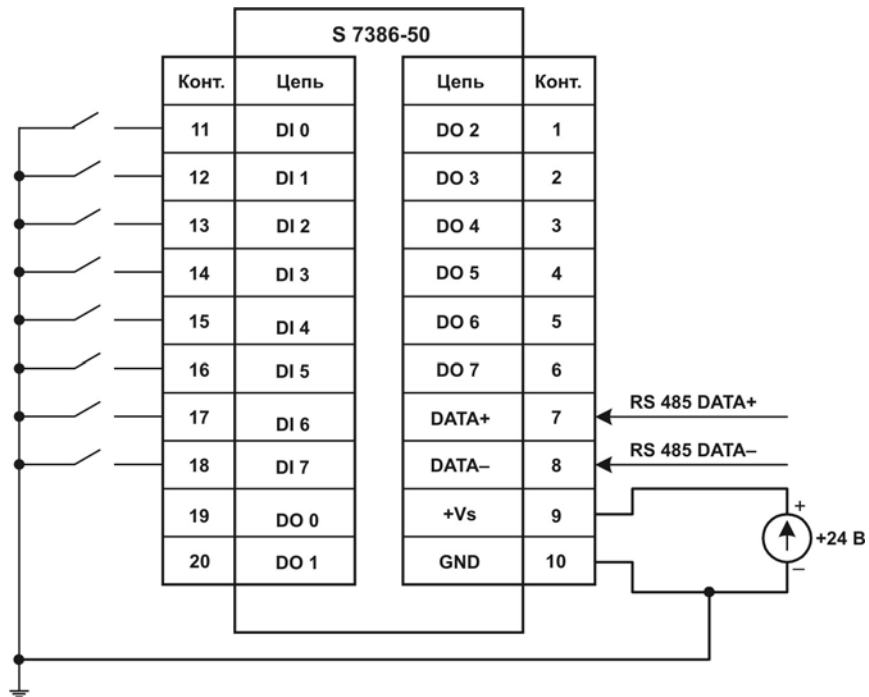 S 7386-50
Конт. Цепь Цепь Конт.
11 DI 0 DO 2 1
12 DI 1 DO 3 2
13 DI 2 DO 4 3
14 DI 3 DO 5 4
15 DI 4 DO 6 5
16 DI 5 DO 7 6
17 DI 6 DATA+ 7 RS 485 DATA+
18 DI 7 DATA– 8 RS 485 DATA–
19 DO 0 +Vs 9 +
+24 В
20 DO 1 GND 10 –